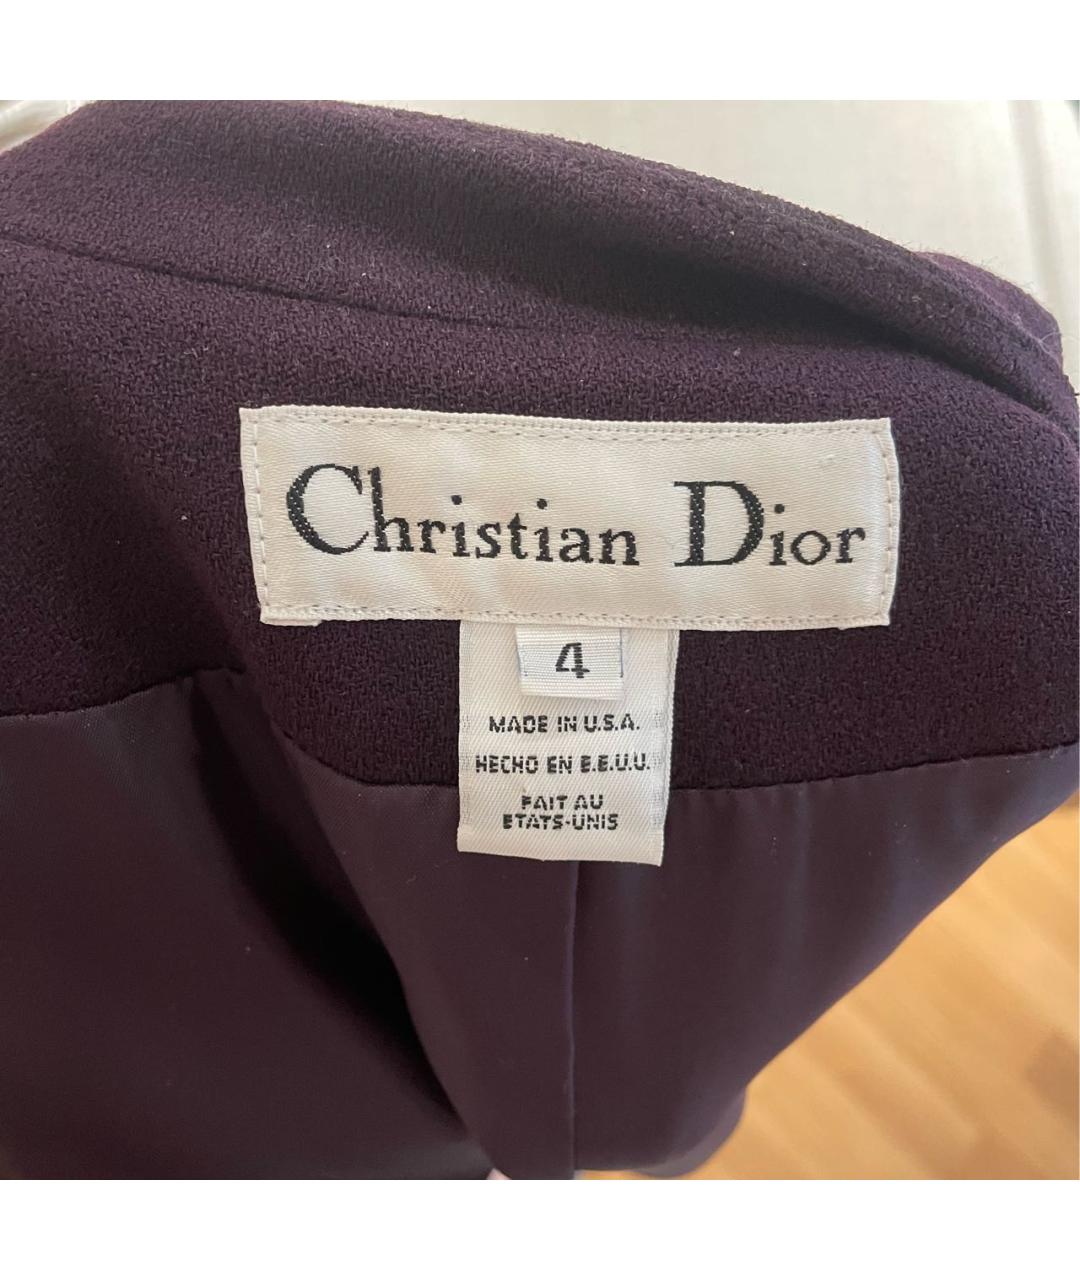 Christian Dior
4
MADE IN U.S.A.
HECHO EN E.E.U.U.
FAIT AU
ETATS-UNIS